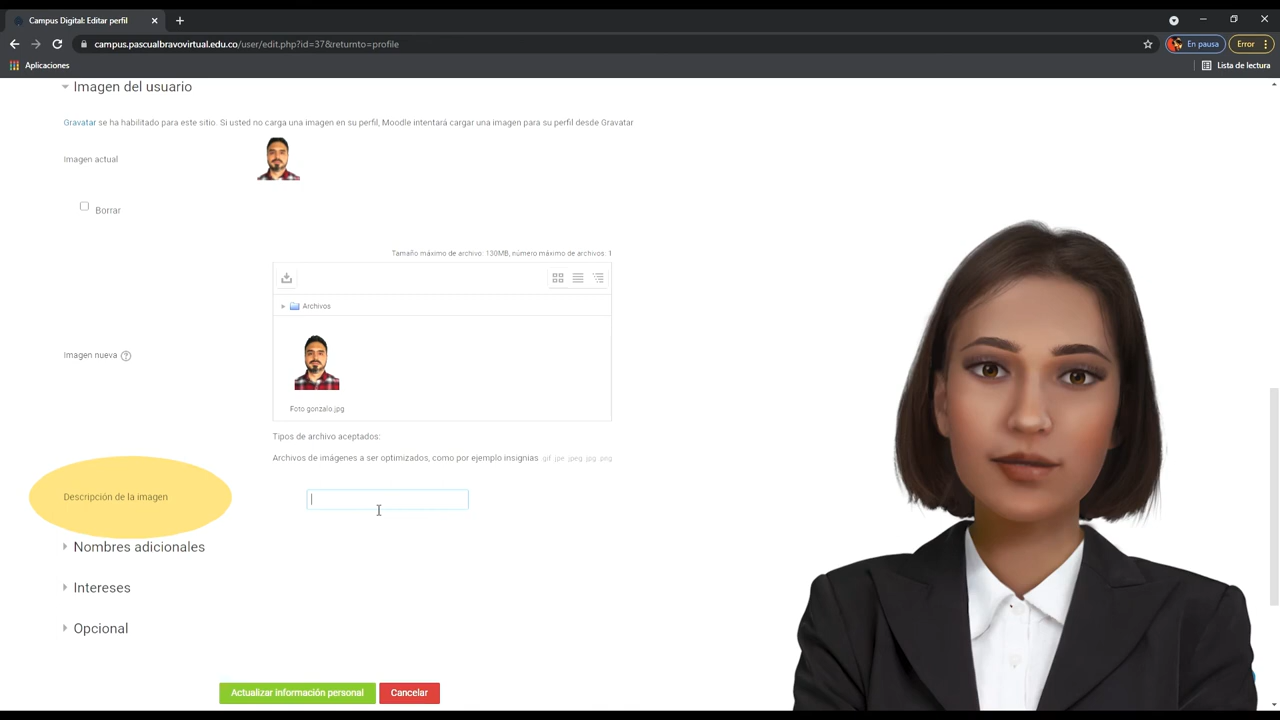 Campus Digital: Editar perfil
campus.pascualbravovirtual.edu.co/user/edit.php?id=37&returnto=profile
En pausa
Error
Aplicaciones
Lista de lectura
Imagen del usuario
Gravatar se ha habilitado para este sitio. Si usted no carga una imagen en su perfil, Moodle intentará cargar una imagen para su perfil desde Gravatar
Imagen actual
Borrar
Tamaño máximo de archivo: 130MB, número máximo de archivos: 1
Archivos
Imagen nueva
Foto gonzalo.jpg
Tipos de archivo aceptados:
Archivos de imágenes a ser optimizados, como por ejemplo insignias .gif .jpe .jpeg .jpg .png
Descripción de la imagen
Nombres adicionales
Intereses
Opcional
Actualizar información personal
Cancelar